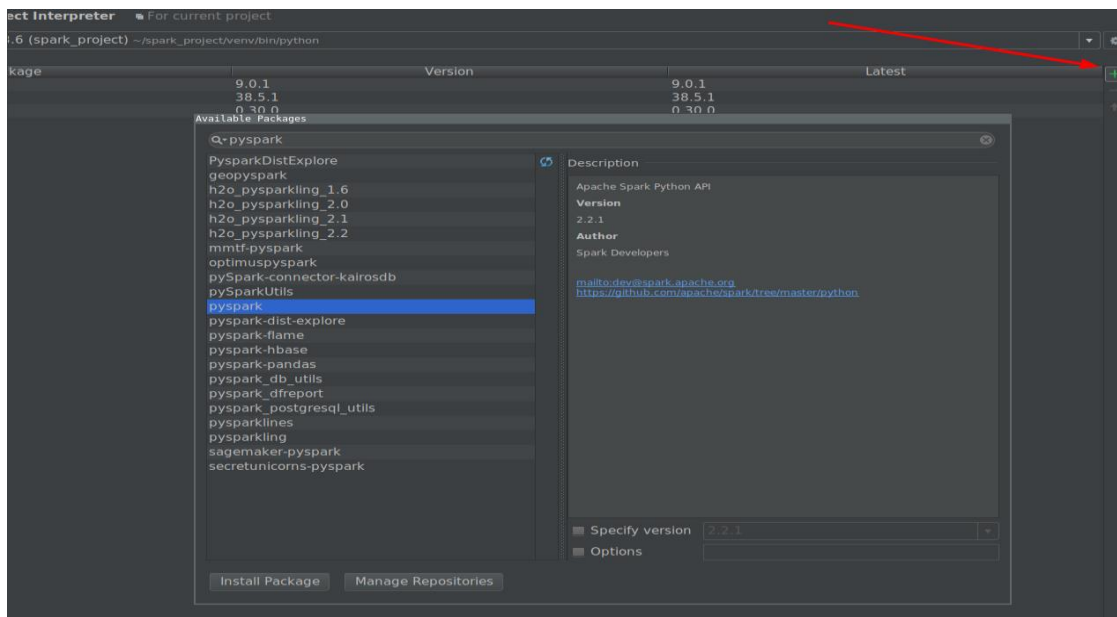 ect Interpreter For current project
.6 (spark_project) ~/spark_project/venv/bin/python
kage Version Latest
9.0.1 9.0.1
38.5.1 38.5.1
0.30.0 0.30.0
Available Packages
pyspark
PysparkDistExplore
geopyspark
h2o_pysparkling_1.6
h2o_pysparkling_2.0
h2o_pysparkling_2.1
h2o_pysparkling_2.2
mmtf-pyspark
optimuspyspark
pySpark-connector-kairosdb
pySparkUtils
pyspark
pyspark-dist-explore
pyspark-flame
pyspark-hbase
pyspark-pandas
pyspark_db_utils
pyspark_dfreport
pyspark_postgresql_utils
pysparklines
pysparkling
sagemaker-pyspark
secretunicorns-pyspark
Description
Apache Spark Python API
Version
2.2.1
Author
Spark Developers
mailto:dev@spark.apache.org
https://github.com/apache/spark/tree/master/python
Specify version 2.2.1
Options
Install Package Manage Repositories